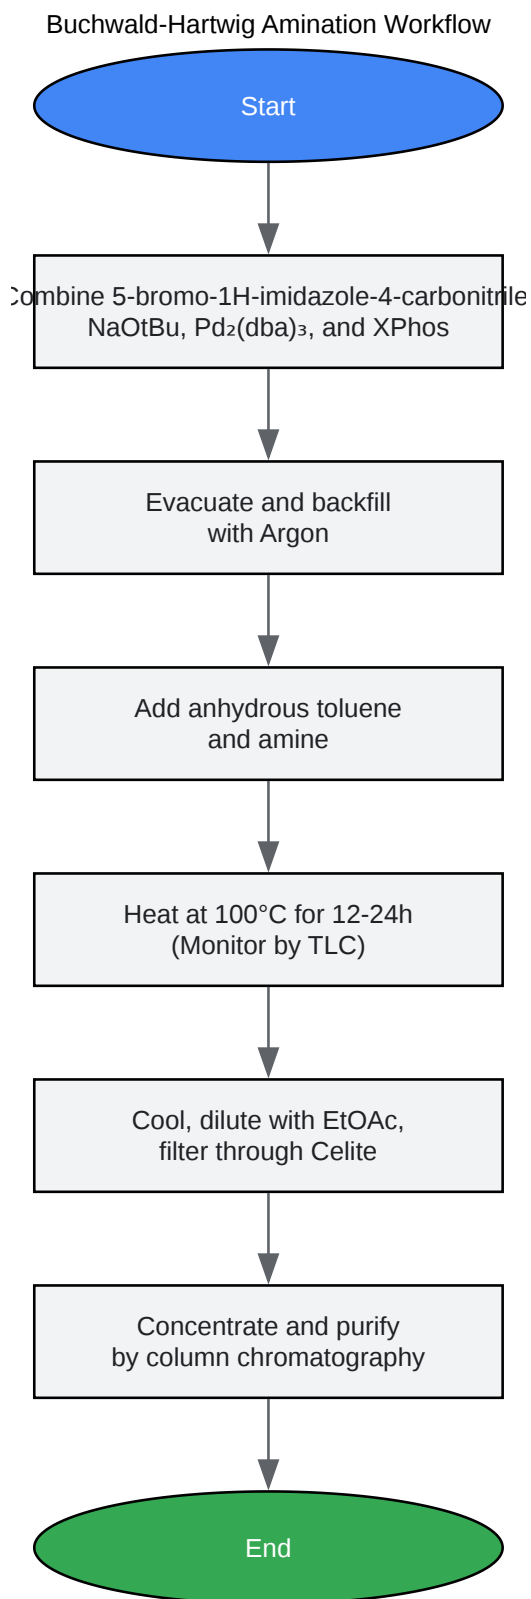 Buchwald-Hartwig Amination Workflow
Start
Combine 5-bromo-1H-imidazole-4-carbonitrile
NaOtBu, Pd₂(dba)₃, and XPhos
Evacuate and backfill
with Argon
Add anhydrous toluene
and amine
Heat at 100°C for 12-24h
(Monitor by TLC)
Cool, dilute with EtOAc,
filter through Celite
Concentrate and purify
by column chromatography
End